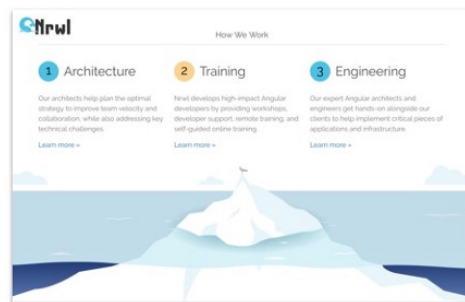 Nrwl
How We Work
1 Architecture
Our architects help plan the optimal
strategy to improve team velocity and
collaboration, while also addressing key
technical challenges.
Learn more »
2 Training
Nrwl develops high-impact Angular
developers by providing workshops,
developer support, remote training, and
self-guided online training.
Learn more »
3 Engineering
Our expert Angular architects and
engineers get hands-on alongside our
clients to help implement critical pieces of
applications and infrastructure.
Learn more »